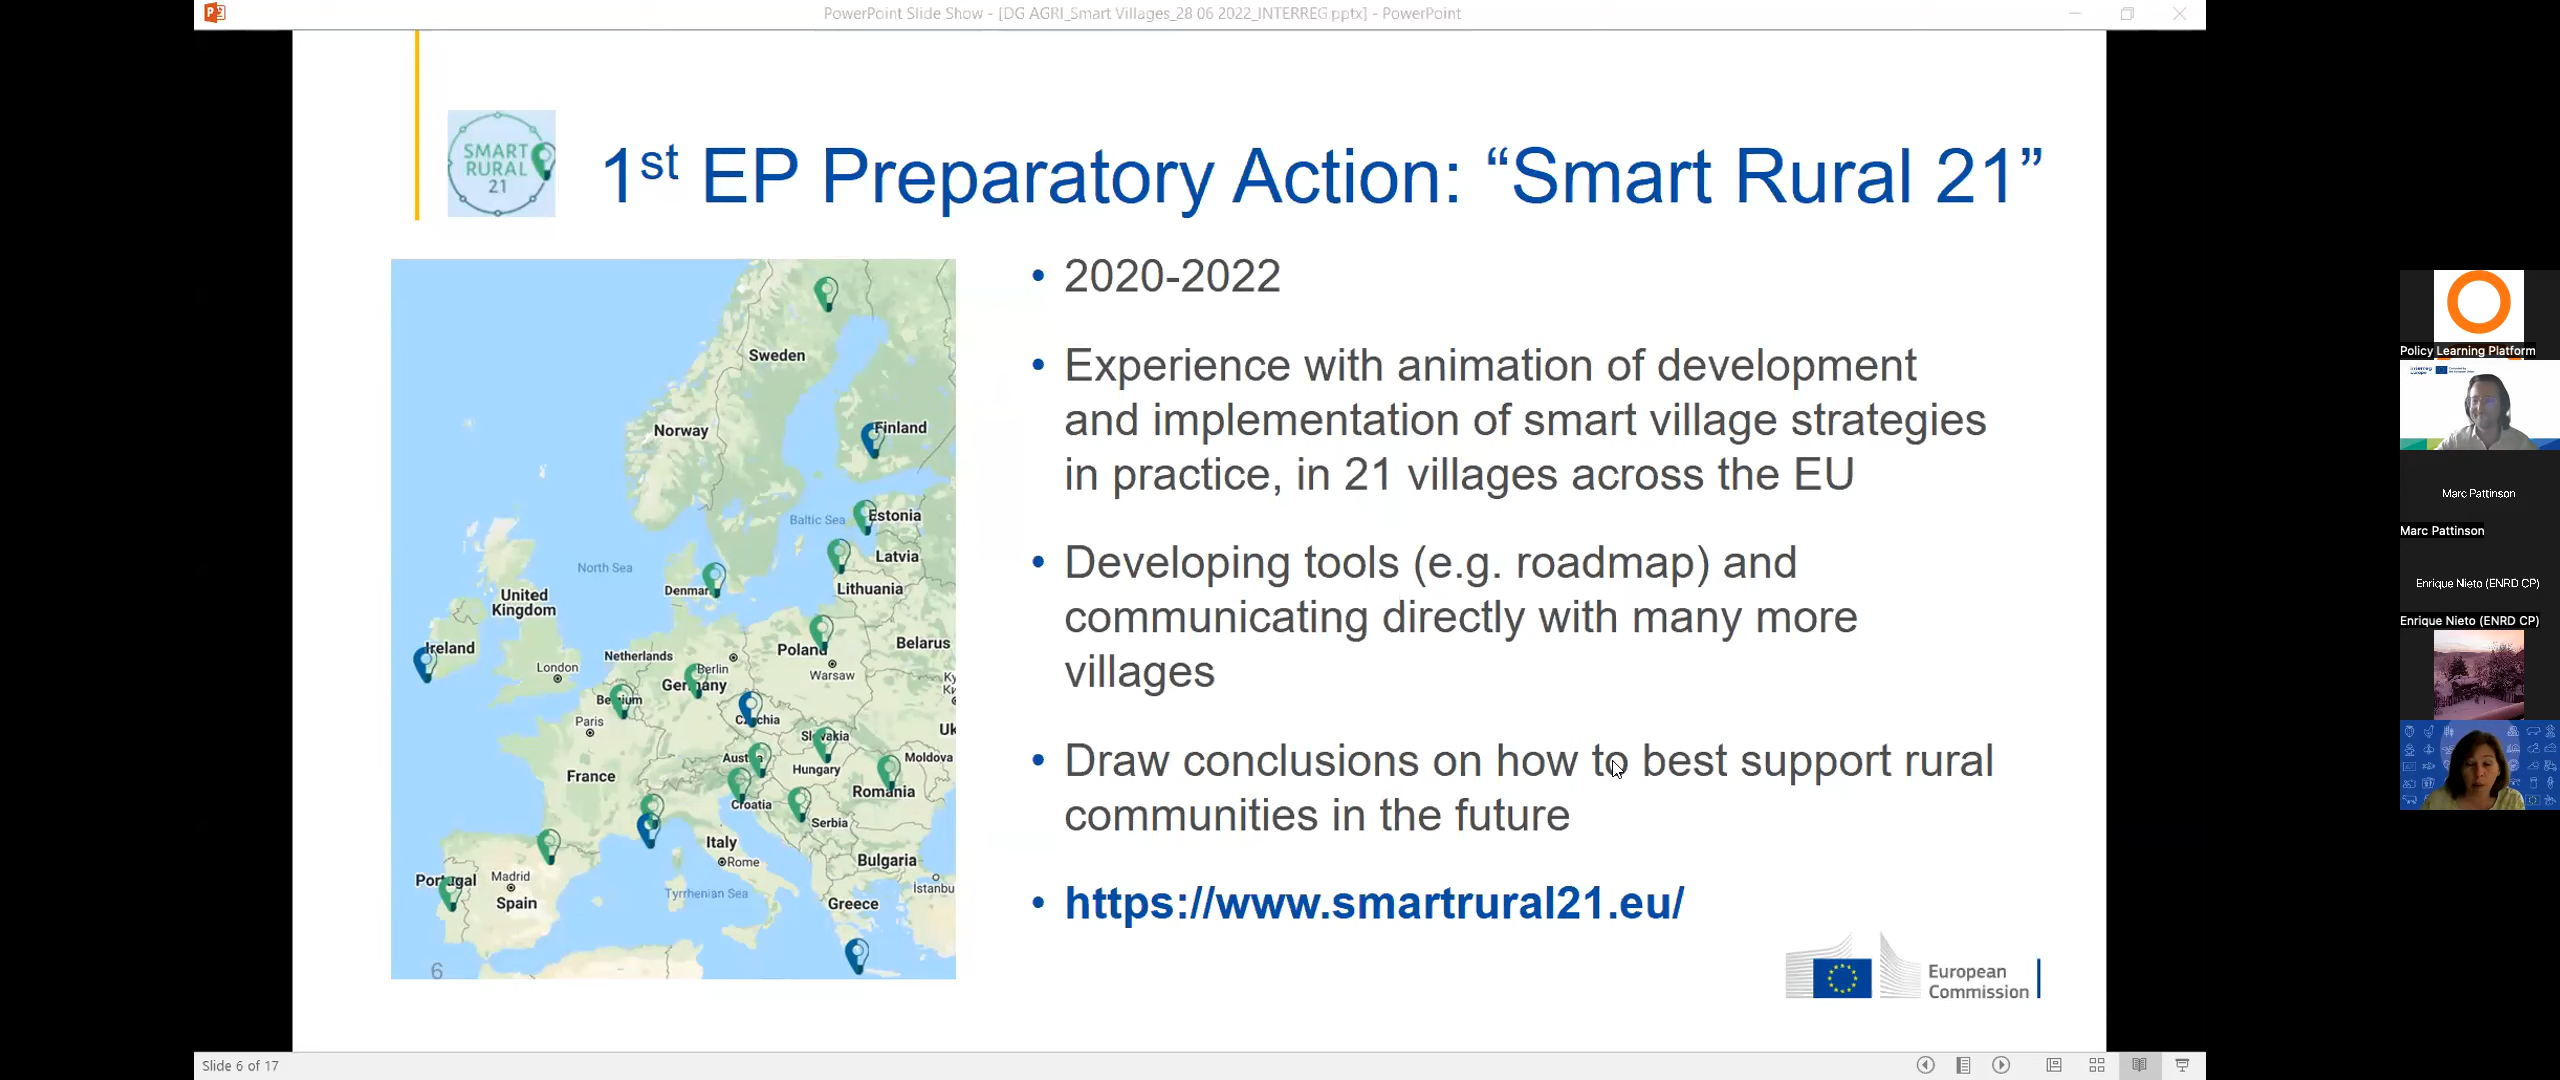 PowerPoint Slide Show - [DG AGRI_Smart Villages_28 06 2022_INTERREG.pptx] - PowerPoint
SMART
RURAL
21
1st EP Preparatory Action: “Smart Rural 21”
• 2020-2022
• Experience with animation of development
and implementation of smart village strategies
in practice, in 21 villages across the EU
• Developing tools (e.g. roadmap) and
communicating directly with many more
villages
• Draw conclusions on how to best support rural
communities in the future
• https://www.smartrural21.eu/
Sweden
Norway
Finland
Baltic Sea
Estonia
Latvia
North Sea
Denmark
Lithuania
United
Kingdom
Ireland
Netherlands
Poland
Belarus
London
Berlin
Warsaw
Germany
Belgium
Paris
Czechia
Slovakia
Austria
Hungary
Moldova
France
Romania
Croatia
Serbia
Italy
Rome
Bulgaria
Portugal
Madrid
Spain
Tyrrhenian Sea
Greece
İstanbu
Uk
6
European
Commission
Policy Learning Platform
Interreg
Europe
Marc Pattinson
Marc Pattinson
Enrique Nieto (ENRD CP)
Enrique Nieto (ENRD CP)
Slide 6 of 17